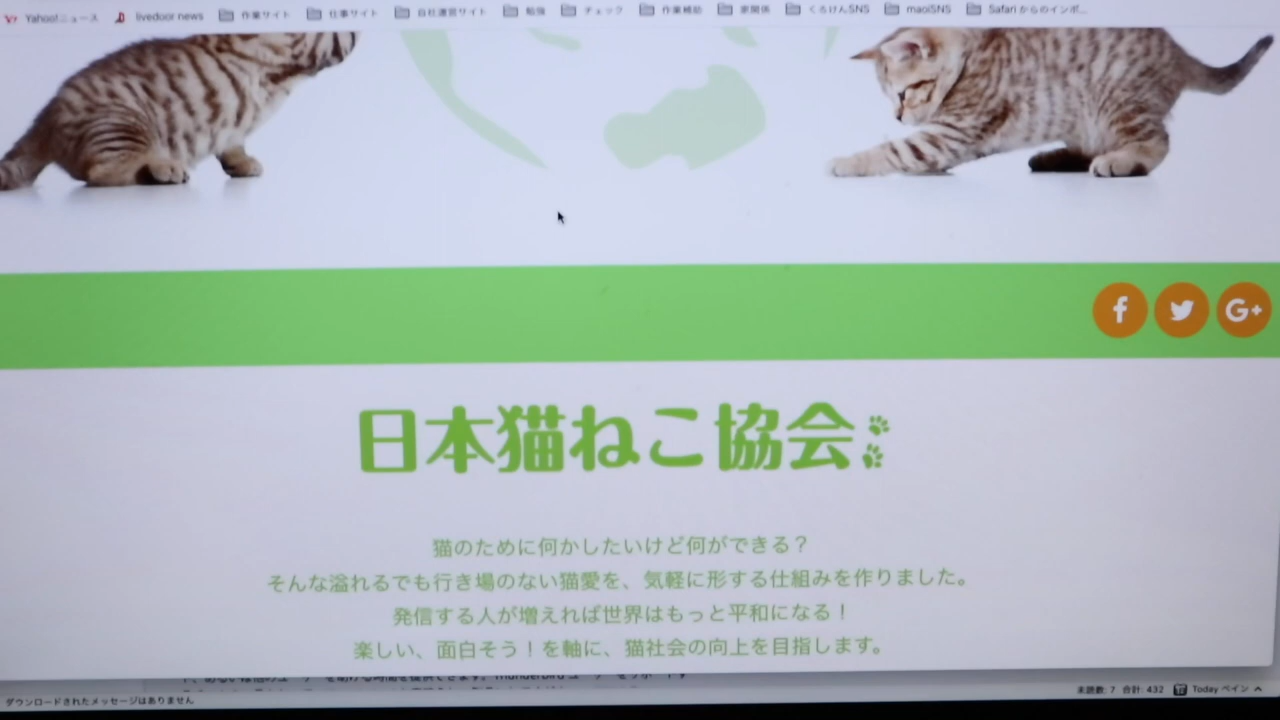 Yahoo!ニュース livedoor news 作業サイト 仕事サイト 自社運営サイト 勉強 チェック 作業補助 家関係 くろけんSNS maoiSNS Safari からのインポ...
日本猫ねこ協会
猫のために何かしたいけど何ができる？
そんな溢れるでも行き場のない猫愛を、気軽に形する仕組みを作りました。
発信する人が増えれば世界はもっと平和になる！
楽しい、面白そう！を軸に、猫社会の向上を目指します。
ダウンロードされたメッセージはありません 未読数: 7 合計: 432 Today ペイン